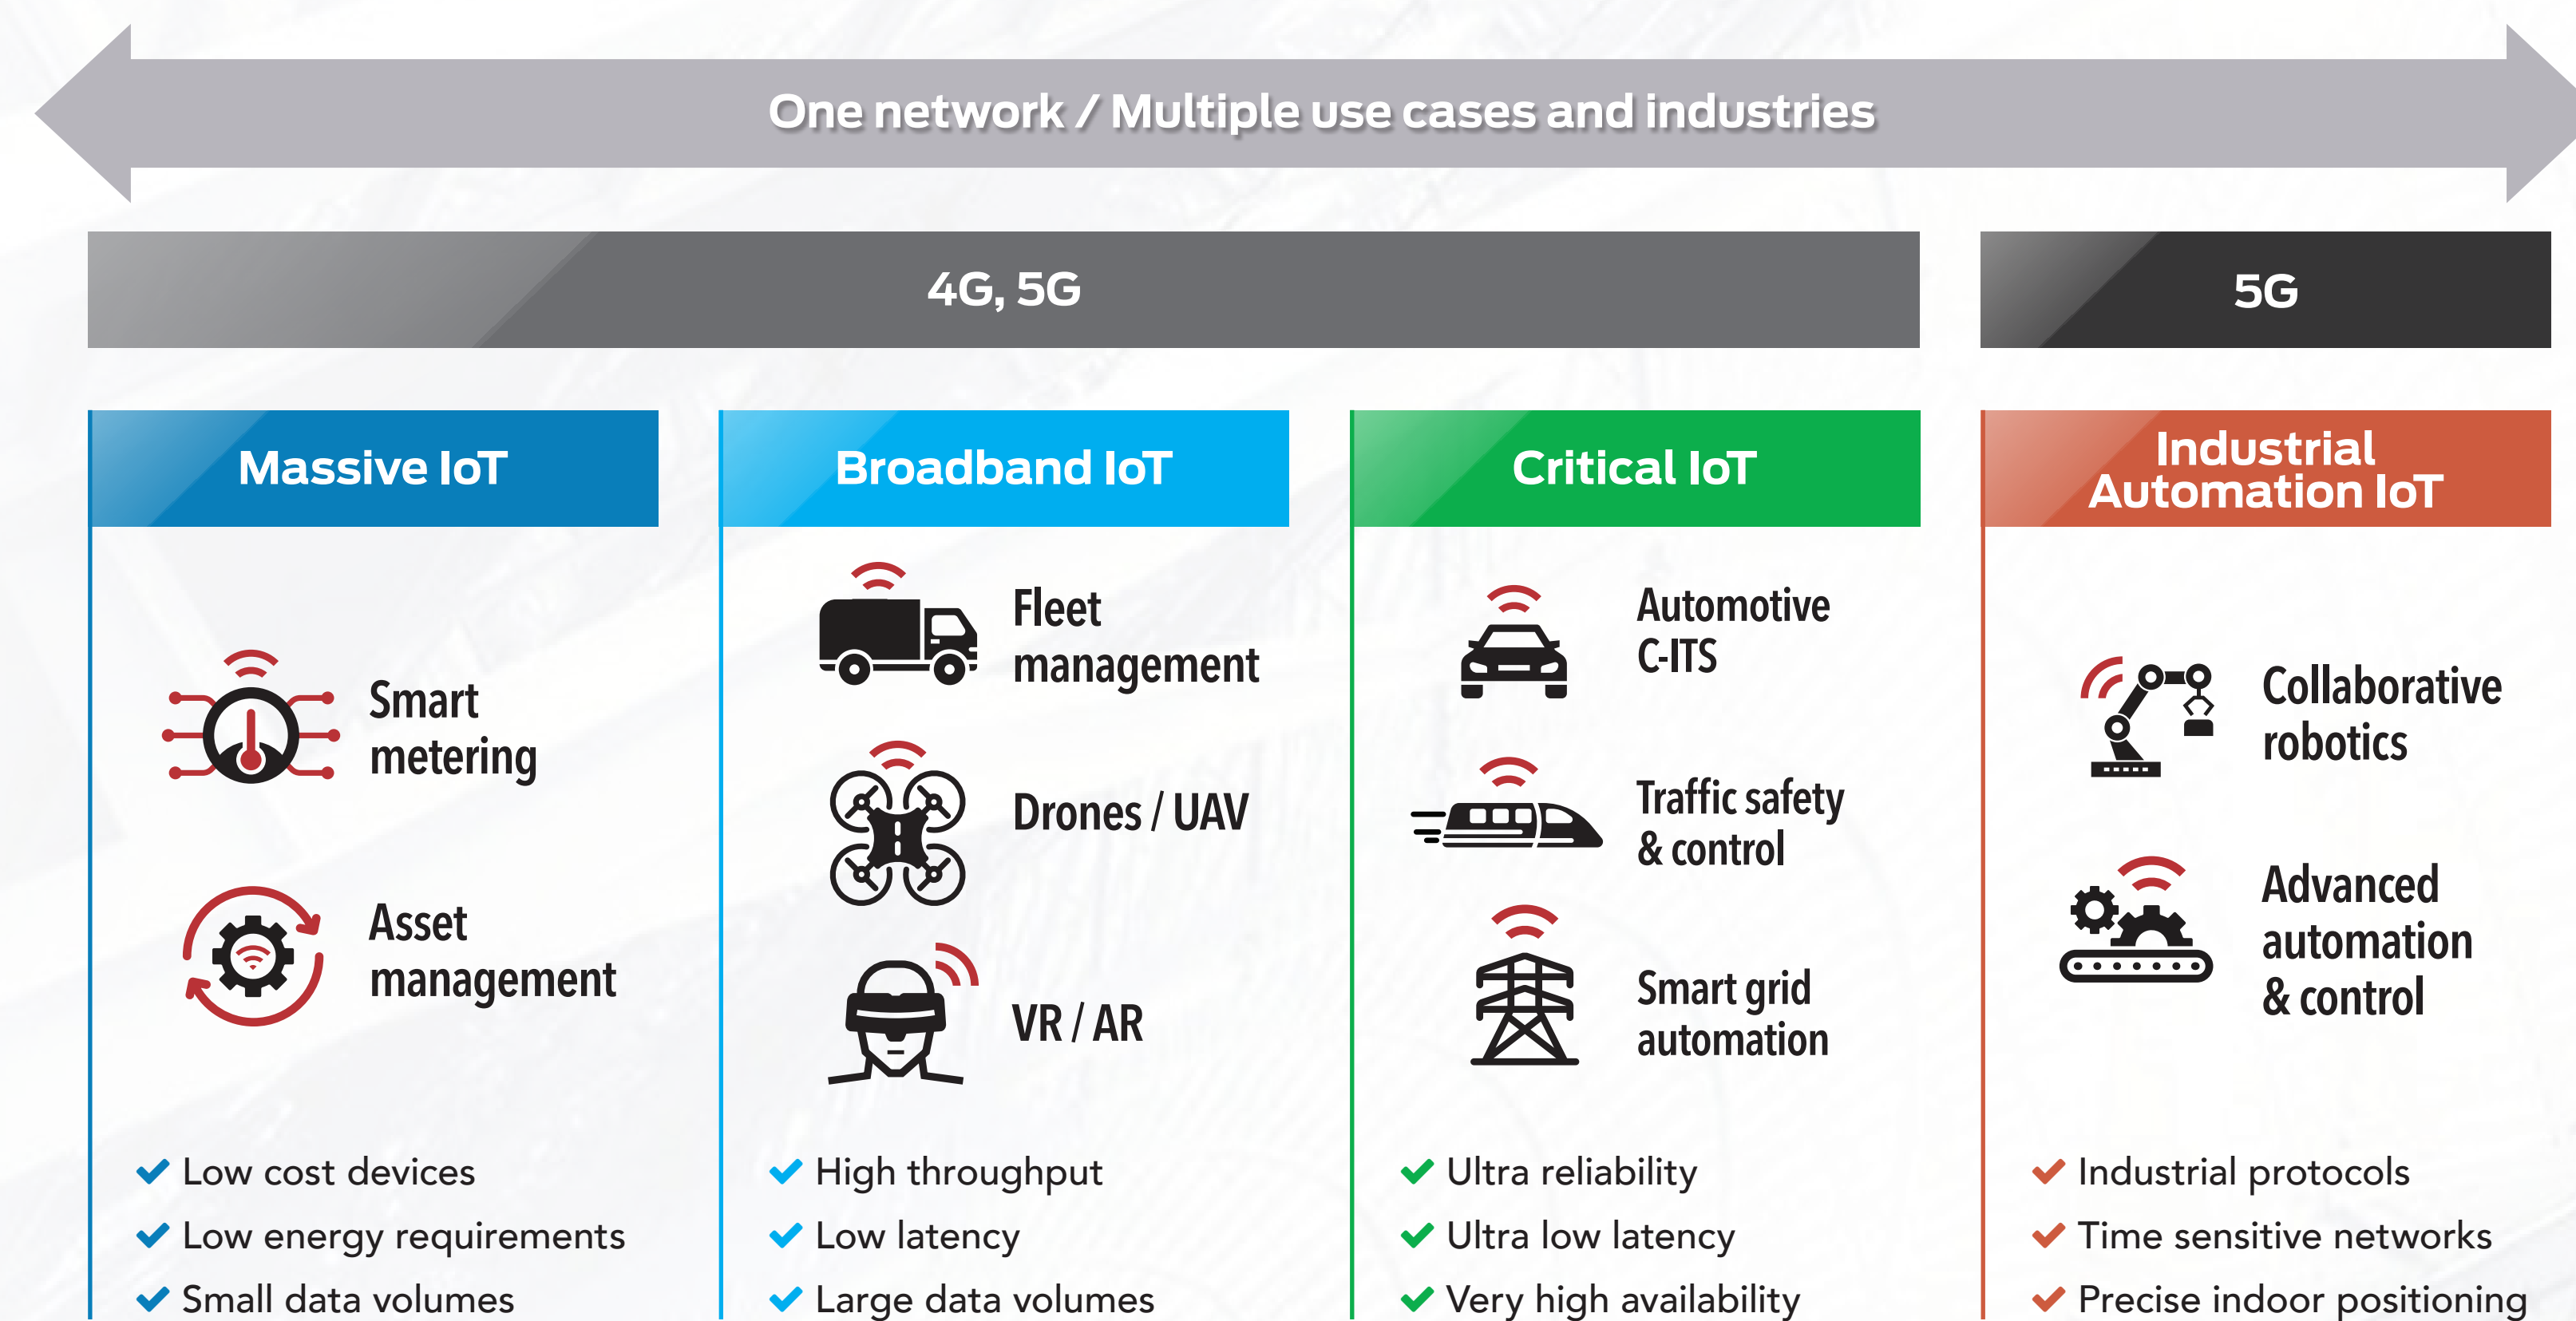 One network / Multiple use cases and industries
4G, 5G
5G
Massive IoT
Smart
metering
Asset
management
Low cost devices
Low energy requirements
Small data volumes
Broadband IoT
Fleet
management
Drones / UAV
VR / AR
High throughput
Low latency
Large data volumes
Critical IoT
Automotive
C-ITS
Traffic safety
& control
Smart grid
automation
Ultra reliability
Ultra low latency
Very high availability
Industrial
Automation IoT
Collaborative
robotics
Advanced
automation
& control
Industrial protocols
Time sensitive networks
Precise indoor positioning